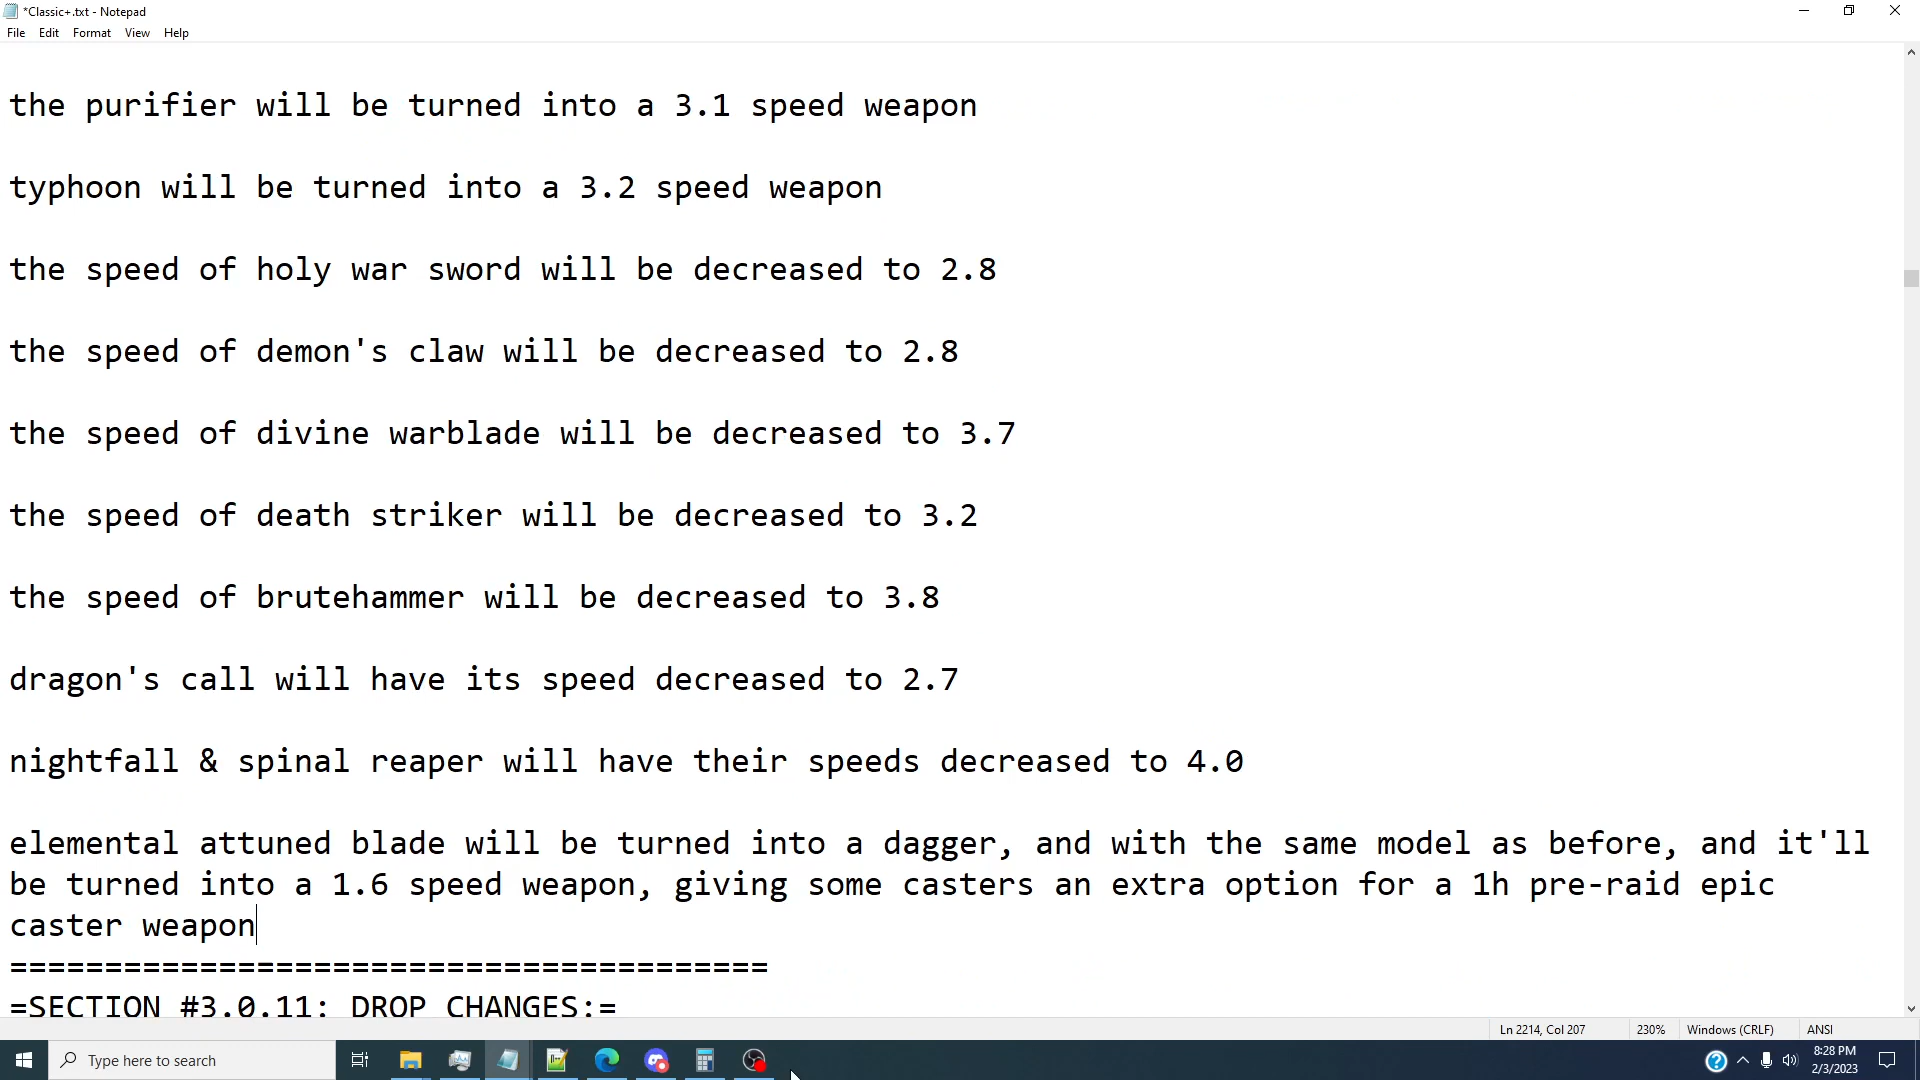 *Classic+.txt - Notepad
File Edit Format View Help
the purifier will be turned into a 3.1 speed weapon
typhoon will be turned into a 3.2 speed weapon
the speed of holy war sword will be decreased to 2.8
the speed of demon's claw will be decreased to 2.8
the speed of divine warblade will be decreased to 3.7
the speed of death striker will be decreased to 3.2
the speed of brutehammer will be decreased to 3.8
dragon's call will have its speed decreased to 2.7
nightfall & spinal reaper will have their speeds decreased to 4.0
elemental attuned blade will be turned into a dagger, and with the same model as before, and it'll
be turned into a 1.6 speed weapon, giving some casters an extra option for a 1h pre-raid epic
caster weapon
========================================
=SECTION #3.0.11: DROP CHANGES:=
Ln 2214, Col 207 230% Windows (CRLF) ANSI
Type here to search
8:28 PM
2/3/2023